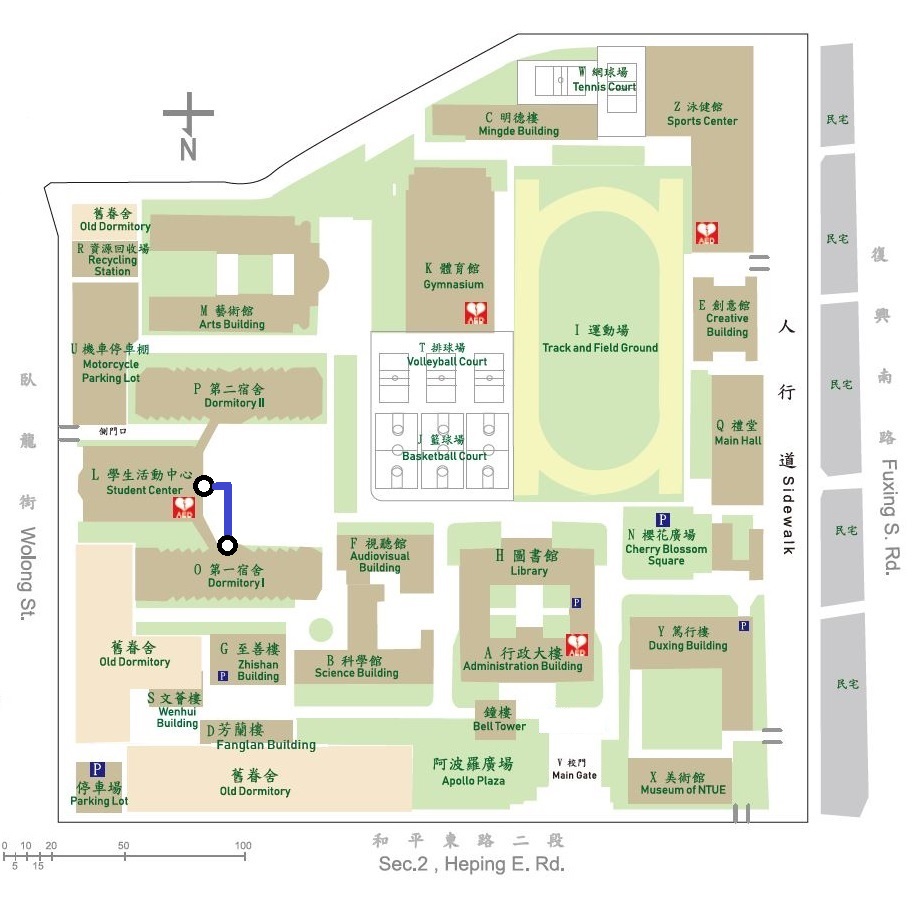 W 網球場
Tennis Court
Z 泳健館
Sports Center
C 明德樓
Mingde Building
民宅
N
舊眷舍
Old Dormitory
R 資源回收場
Recycling
Station
K 體育館
Gymnasium
AED
AED
民宅
復
興
南
路
Fuxing S. Rd.
M 藝術館
Arts Building
E 創意館
Creative
Building
人
行
道
Sidewalk
I 運動場
Track and Field Ground
U 機車停車棚
Motorcycle
Parking Lot
T 排球場
Volleyball Court
P 第二宿舍
Dormitory II
民宅
臥
龍
街
Wolong St.
側門口
J 籃球場
Basketball Court
Q 禮堂
Main Hall
L 學生活動中心
Student Center
AED
P
N 櫻花廣場
Cherry Blossom
Square
民宅
F 視聽館
Audiovisual
Building
H 圖書館
Library
O 第一宿舍
Dormitory I
P
P
Y 篤行樓
Duxing Building
舊眷舍
Old Dormitory
G 至善樓
Zhishan
Building
P
B 科學館
Science Building
A 行政大樓
Administration Building
AED
民宅
S 文薈樓
Wenhui
Building
鐘樓
Bell Tower
D 芳蘭樓
Fanglan Building
P
停車場
Parking Lot
舊眷舍
Old Dormitory
阿波羅廣場
Apollo Plaza
V 校門
Main Gate
X 美術館
Museum of NTUE
和平東路二段
Sec.2 , Heping E. Rd.
0 10 20 50 100
5 15